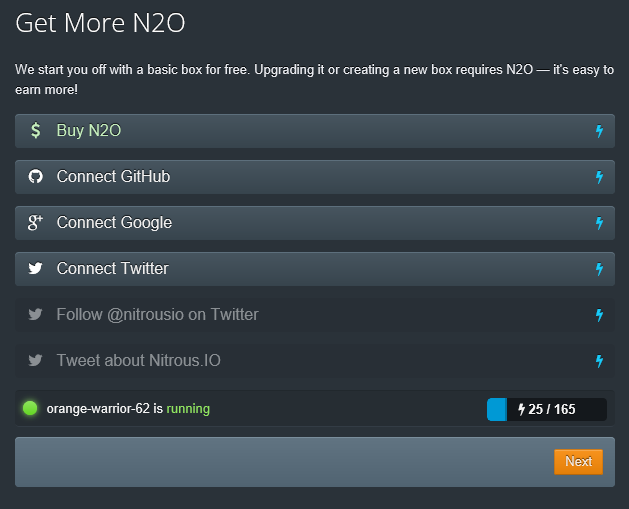 Get More N2O
We start you off with a basic box for free. Upgrading it or creating a new box requires N2O — it's easy to
earn more!
$ Buy N2O
Connect GitHub
Connect Google
Connect Twitter
Follow @nitrousio on Twitter
Tweet about Nitrous.IO
orange-warrior-62 is running 25 / 165
Next